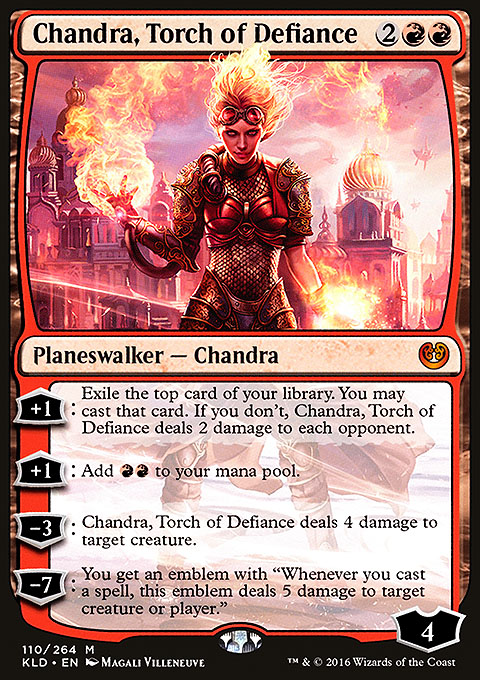 Chandra, Torch of Defiance 2
Planeswalker — Chandra
+1 : Exile the top card of your library. You may
cast that card. If you don't, Chandra, Torch of
Defiance deals 2 damage to each opponent.
+1 : Add to your mana pool.
−3 : Chandra, Torch of Defiance deals 4 damage to
target creature.
−7 : You get an emblem with “Whenever you cast
a spell, this emblem deals 5 damage to target
creature or player.”
4
110/264 M
KLD • EN Magali Villeneuve ™ & © 2016 Wizards of the Coast